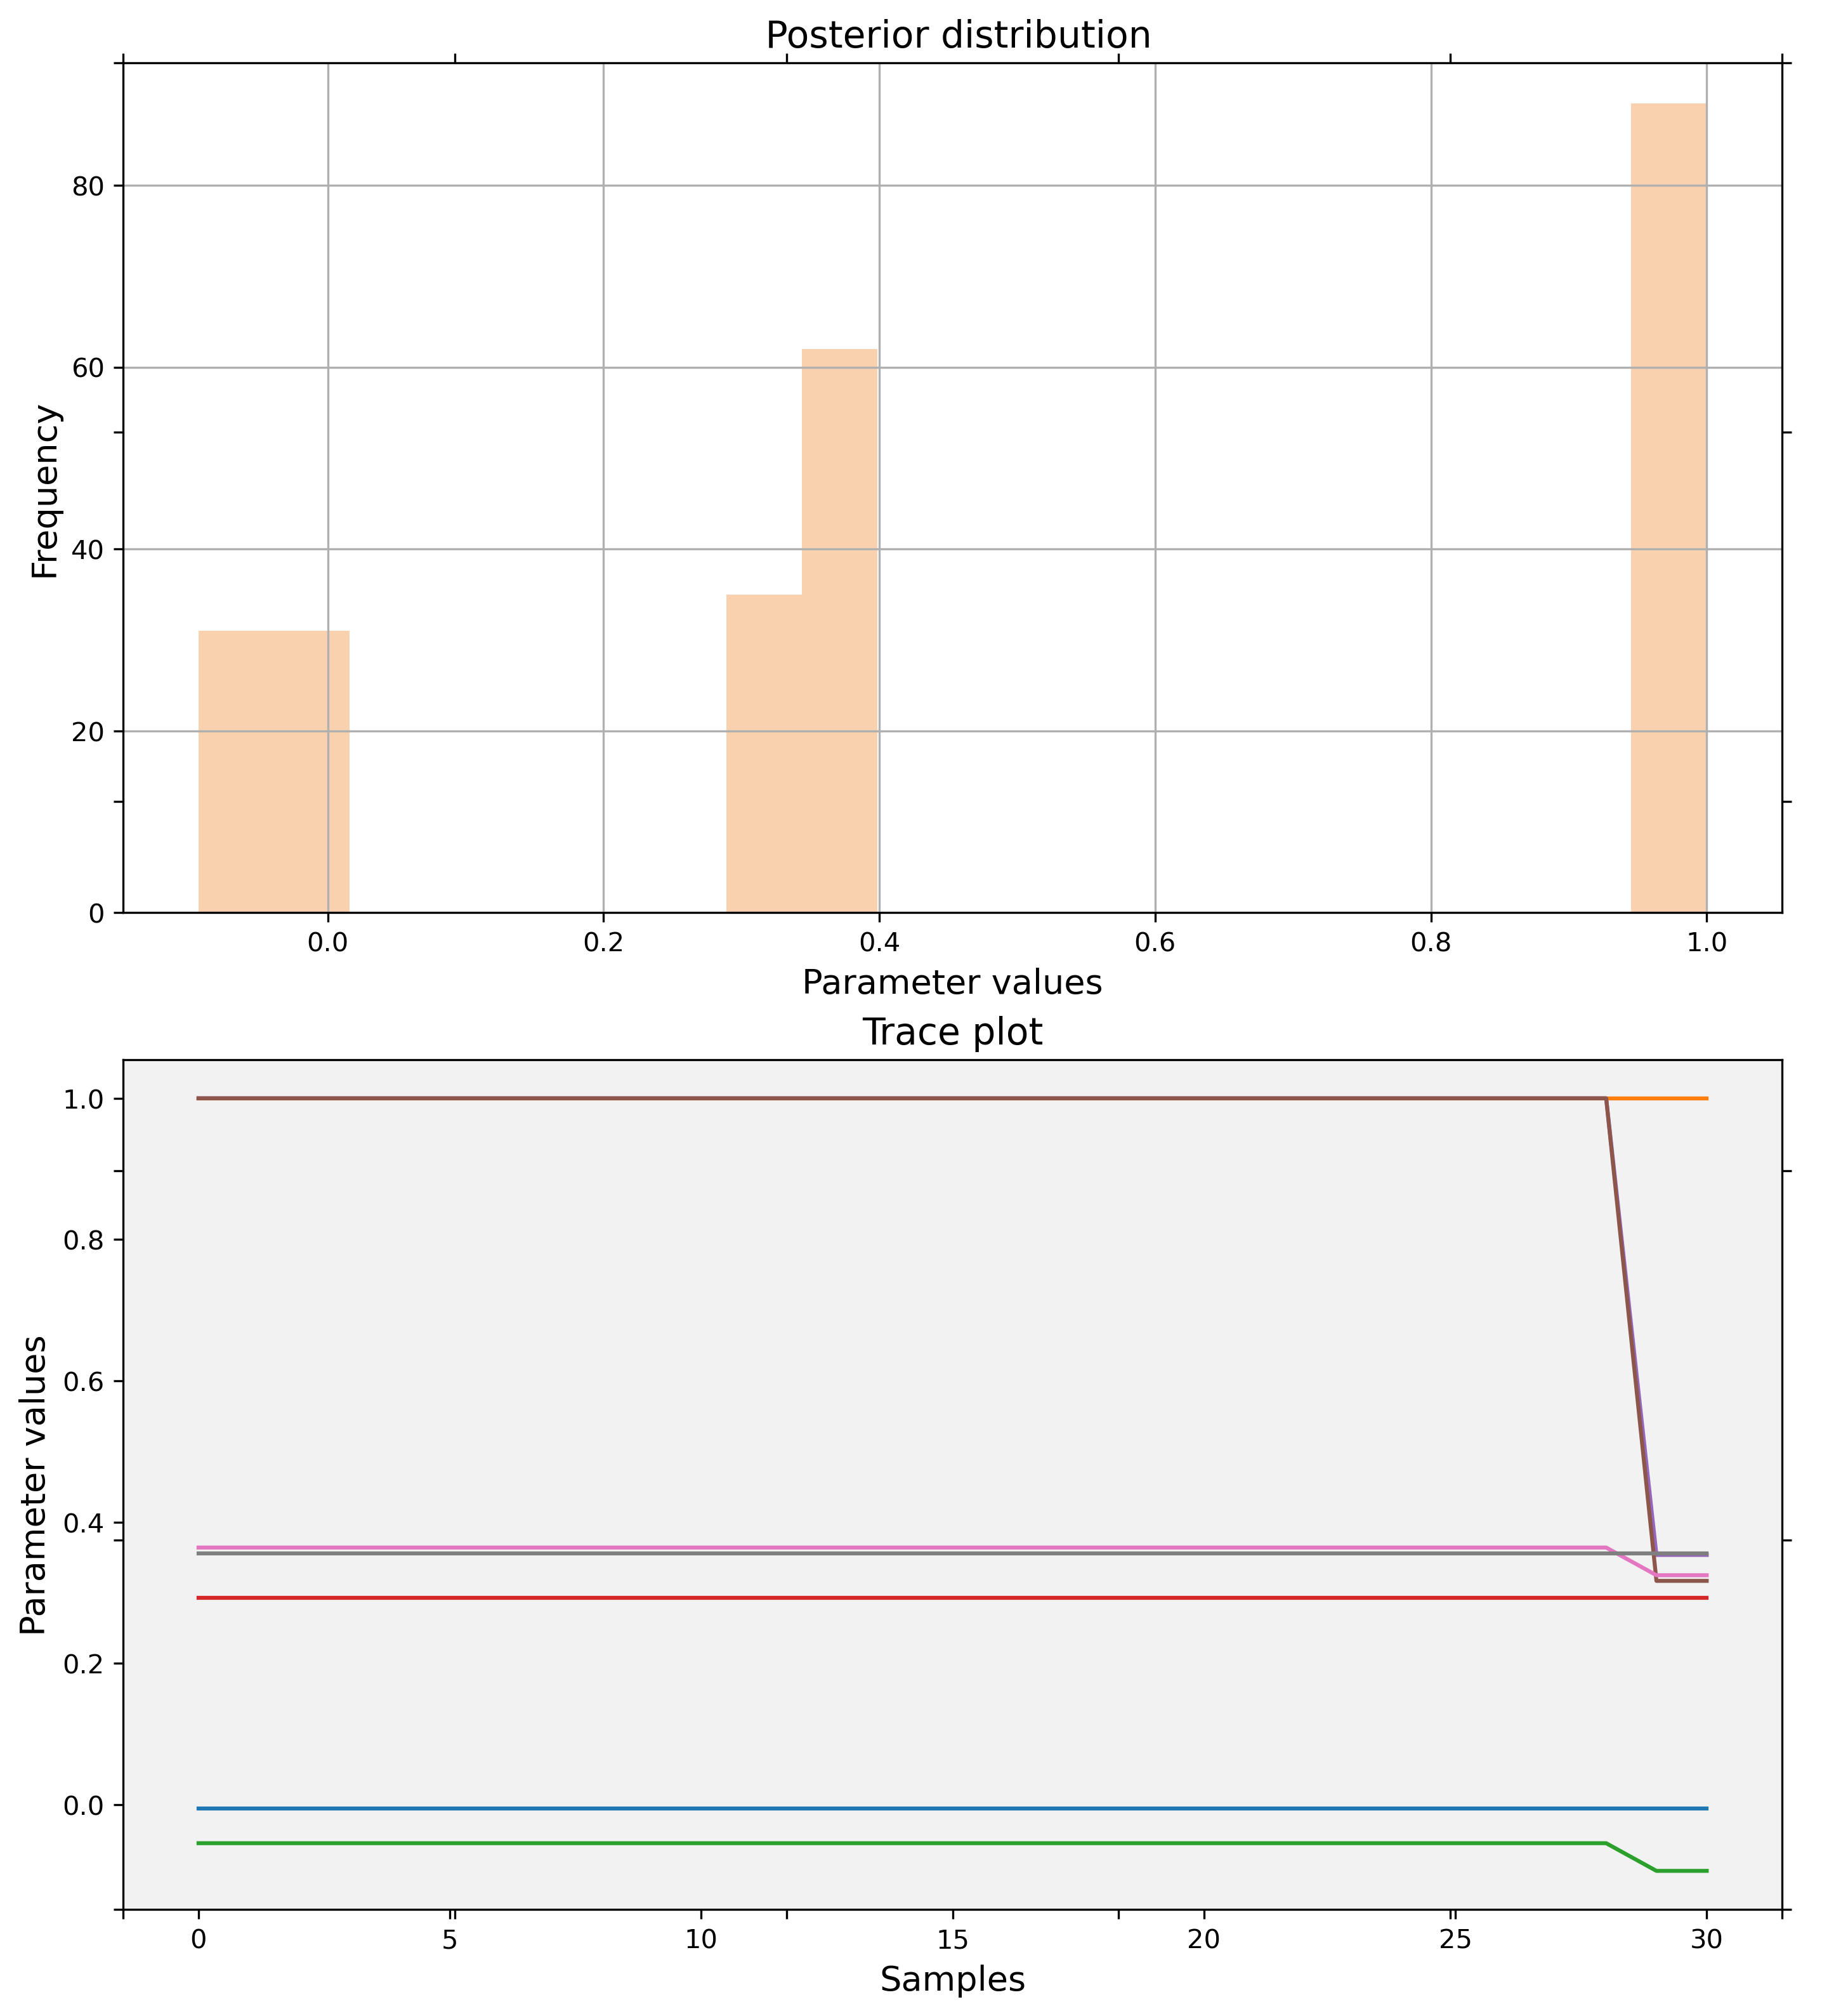 Posterior distribution
80
60
40
20
0
Frequency
0.0 0.2 0.4 0.6 0.8 1.0
Parameter values
Trace plot
1.0
0.8
0.6
0.4
0.2
0.0
Parameter values
0 5 10 15 20 25 30
Samples